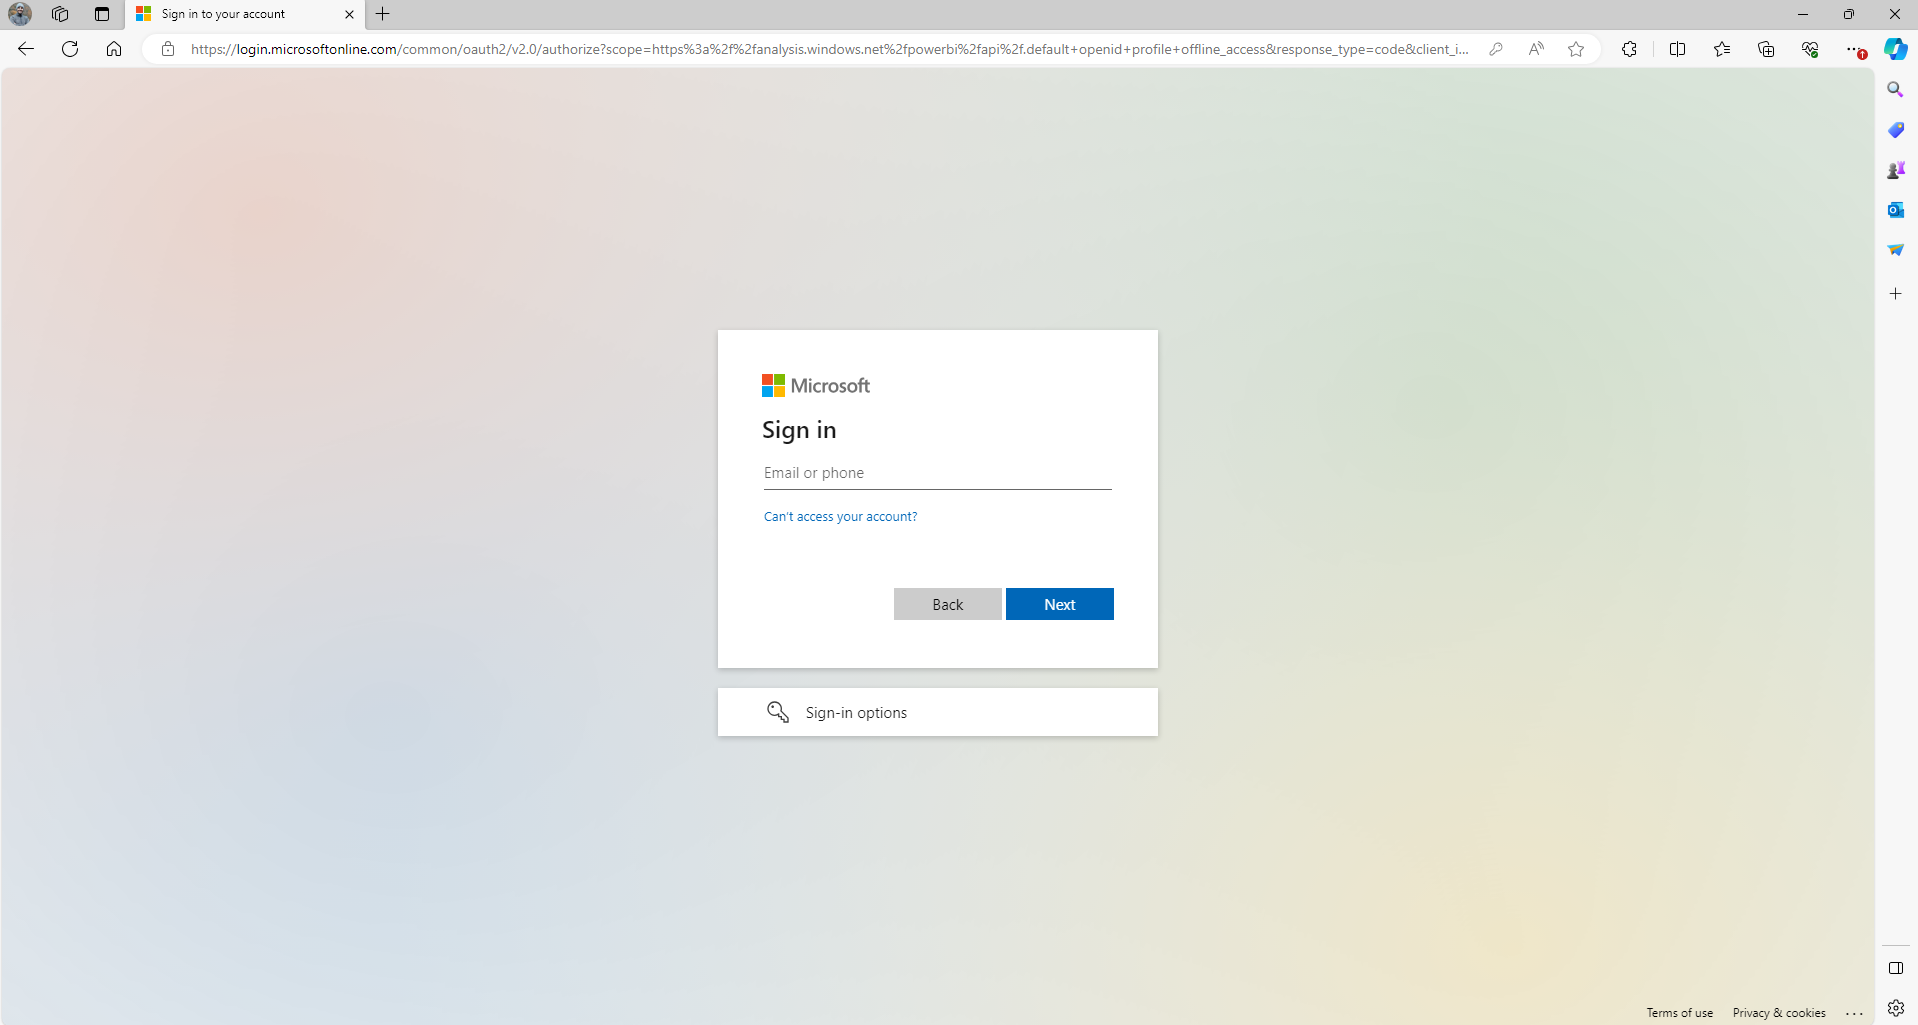 Sign in to your account
https://login.microsoftonline.com/common/oauth2/v2.0/authorize?scope=https%3a%2f%2fanalysis.windows.net%2fpowerbi%2fapi%2f.default+openid+profile+offline_access&response_type=code&client_i...
Microsoft
Sign in
Email or phone
Can't access your account?
Back
Next
Sign-in options
Terms of use
Privacy & cookies
...